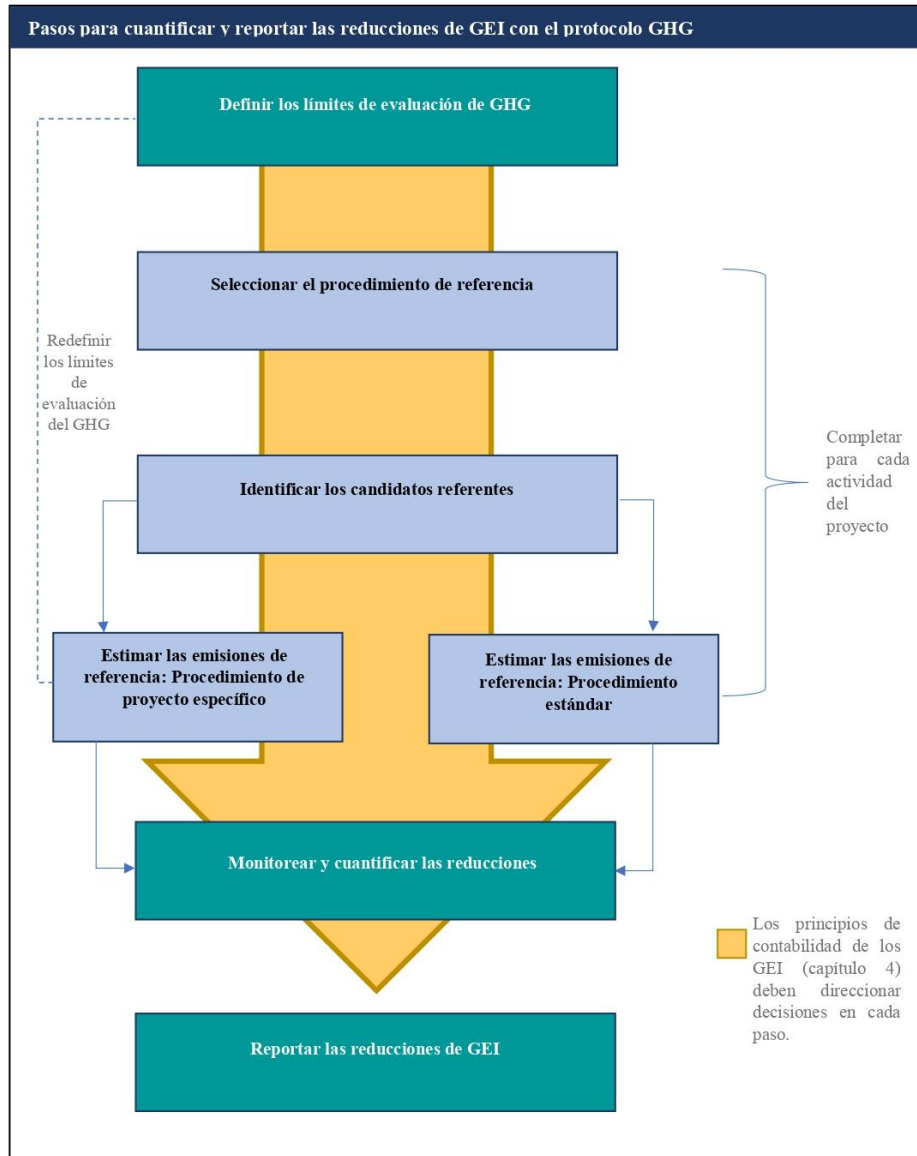 Pasos para cuantificar y reportar las reducciones de GEI con el protocolo GHG
Definir los límites de evaluación de GHG
Seleccionar el procedimiento de referencia
Redefinir
los límites
de
evaluación
del GHG
Identificar los candidatos referentes
Completar
para cada
actividad
del
proyecto
Estimar las emisiones de
referencia: Procedimiento de
proyecto específico
Estimar las emisiones de
referencia: Procedimiento
estándar
Monitorear y cuantificar las reducciones
Los principios de
contabilidad de los
GEI (capítulo 4)
deben direccionar
decisiones en cada
paso.
Reportar las reducciones de GEI